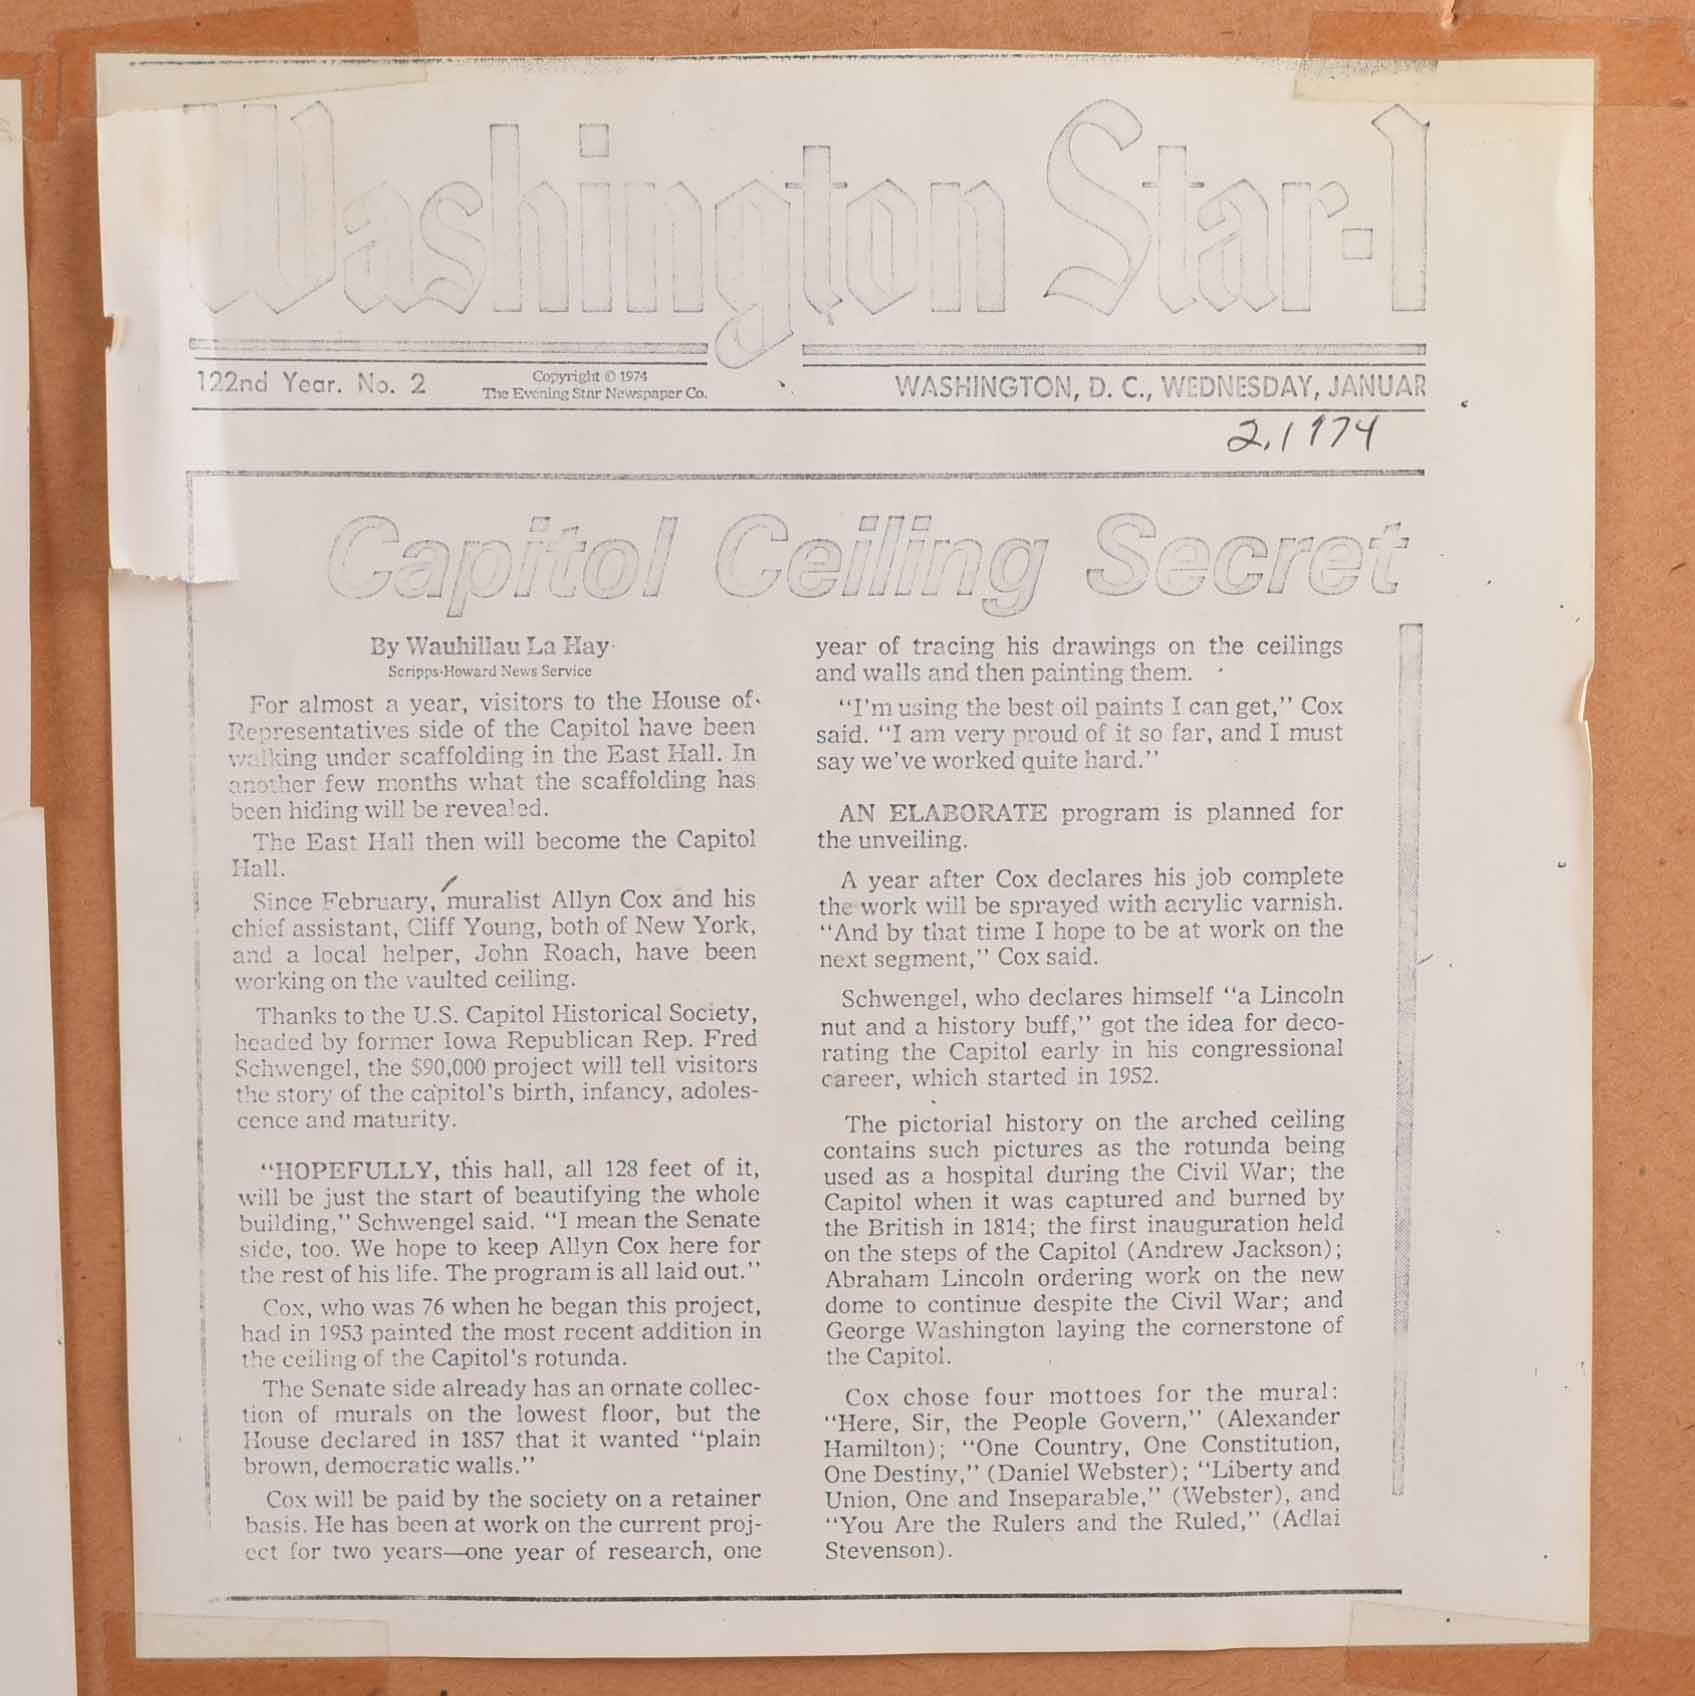 Washington Star-
122nd Year. No. 2
Copyright © 1974
The Evening Star Newspaper Co.
WASHINGTON, D. C., WEDNESDAY, JANUAR
2, 1974
Capitol Ceiling Secret
By Wauhillau La Hay
Scripps-Howard News Service
For almost a year, visitors to the House of
Representatives side of the Capitol have been
walking under scaffolding in the East Hall. In
another few months what the scaffolding has
been hiding will be revealed.
The East Hall then will become the Capitol
Hall.
Since February, muralist Allyn Cox and his
chief assistant, Cliff Young, both of New York,
and a local helper, John Roach, have been
working on the vaulted ceiling.
Thanks to the U.S. Capitol Historical Society,
headed by former Iowa Republican Rep. Fred
Schwengel, the $90,000 project will tell visitors
the story of the capitol's birth, infancy, adoles-
cence and maturity.
"HOPEFULLY, this hall, all 128 feet of it,
will be just the start of beautifying the whole
building," Schwengel said. "I mean the Senate
side, too. We hope to keep Allyn Cox here for
the rest of his life. The program is all laid out."
Cox, who was 76 when he began this project,
had in 1953 painted the most recent addition in
the ceiling of the Capitol's rotunda.
The Senate side already has an ornate collec-
tion of murals on the lowest floor, but the
House declared in 1857 that it wanted "plain
brown, democratic walls."
Cox will be paid by the society on a retainer
basis. He has been at work on the current proj-
ect for two years—one year of research, one
year of tracing his drawings on the ceilings
and walls and then painting them.
"I'm using the best oil paints I can get," Cox
said. "I am very proud of it so far, and I must
say we've worked quite hard."
AN ELABORATE program is planned for
the unveiling.
A year after Cox declares his job complete
the work will be sprayed with acrylic varnish.
"And by that time I hope to be at work on the
next segment," Cox said.
Schwengel, who declares himself "a Lincoln
nut and a history buff," got the idea for deco-
rating the Capitol early in his congressional
career, which started in 1952.
The pictorial history on the arched ceiling
contains such pictures as the rotunda being
used as a hospital during the Civil War; the
Capitol when it was captured and burned by
the British in 1814; the first inauguration held
on the steps of the Capitol (Andrew Jackson);
Abraham Lincoln ordering work on the new
dome to continue despite the Civil War; and
George Washington laying the cornerstone of
the Capitol.
Cox chose four mottoes for the mural:
"Here, Sir, the People Govern," (Alexander
Hamilton); "One Country, One Constitution,
One Destiny," (Daniel Webster); "Liberty and
Union, One and Inseparable," (Webster), and
"You Are the Rulers and the Ruled," (Adlai
Stevenson).